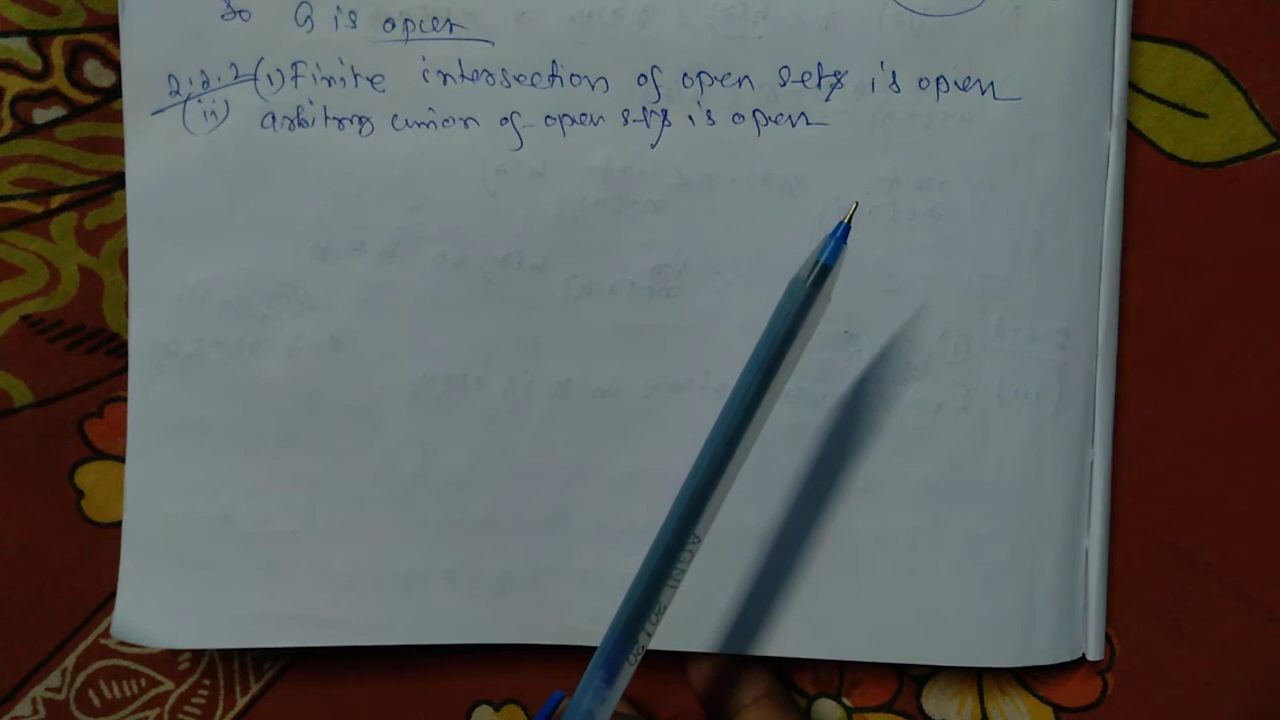 So G is open
2.2.2 (i) Finite intersection of open sets is open
(ii) arbitrary union of open sets is open